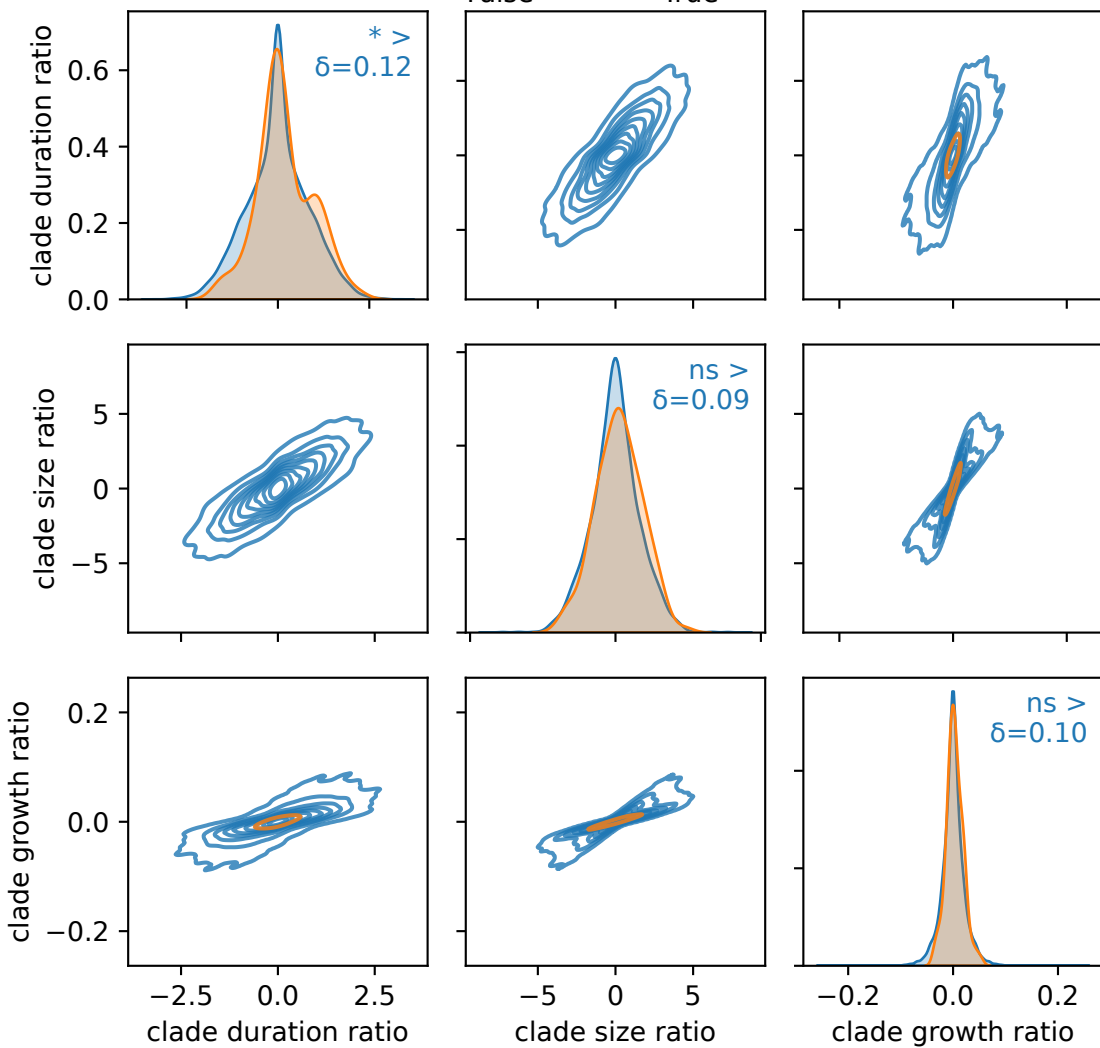 clade duration ratio
0.6
0.4
0.2
0.0
* >
δ=0.12
clade size ratio
5
0
−5
ns >
δ=0.09
clade growth ratio
0.2
0.0
−0.2
ns >
δ=0.10
−2.5 0.0 2.5
−5 0 5
−0.2 0.0 0.2
clade duration ratio
clade size ratio
clade growth ratio